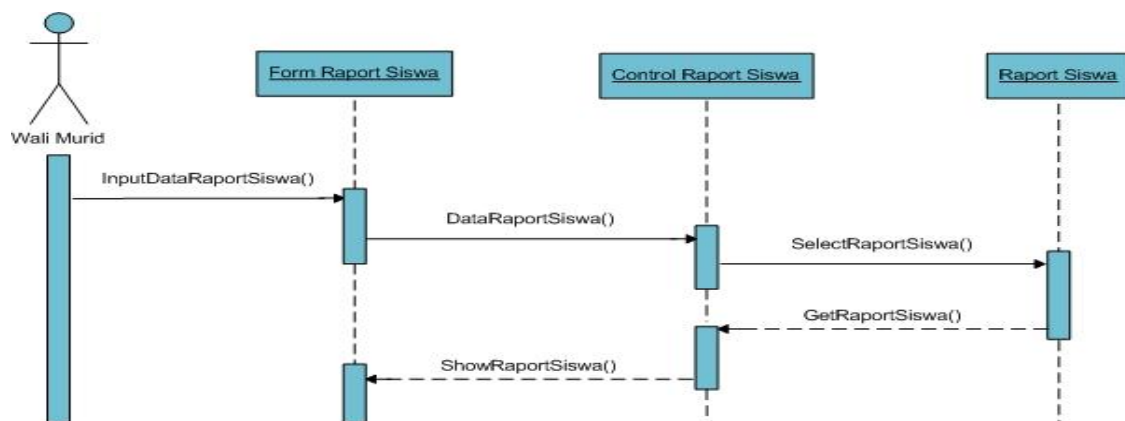 Form Raport Siswa
Control Raport Siswa
Raport Siswa
Wali Murid
InputDataRaportSiswa()
DataRaportSiswa()
SelectRaportSiswa()
GetRaportSiswa()
ShowRaportSiswa()